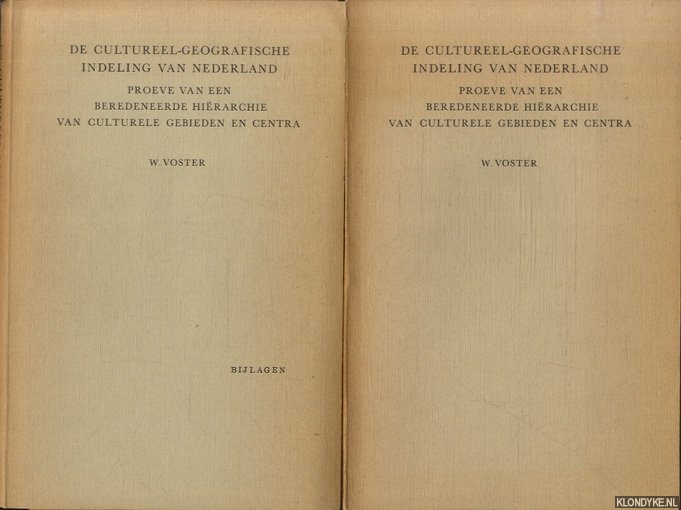 DE CULTUREEL-GEOGRAFISCHE
INDELING VAN NEDERLAND
PROEVE VAN EEN
BEREDENEERDE HIËRARCHIE
VAN CULTURELE GEBIEDEN EN CENTRA
W. VOSTER
BIJLAGEN
DE CULTUREEL-GEOGRAFISCHE
INDELING VAN NEDERLAND
PROEVE VAN EEN
BEREDENEERDE HIËRARCHIE
VAN CULTURELE GEBIEDEN EN CENTRA
W. VOSTER
KLONDYKE.NL